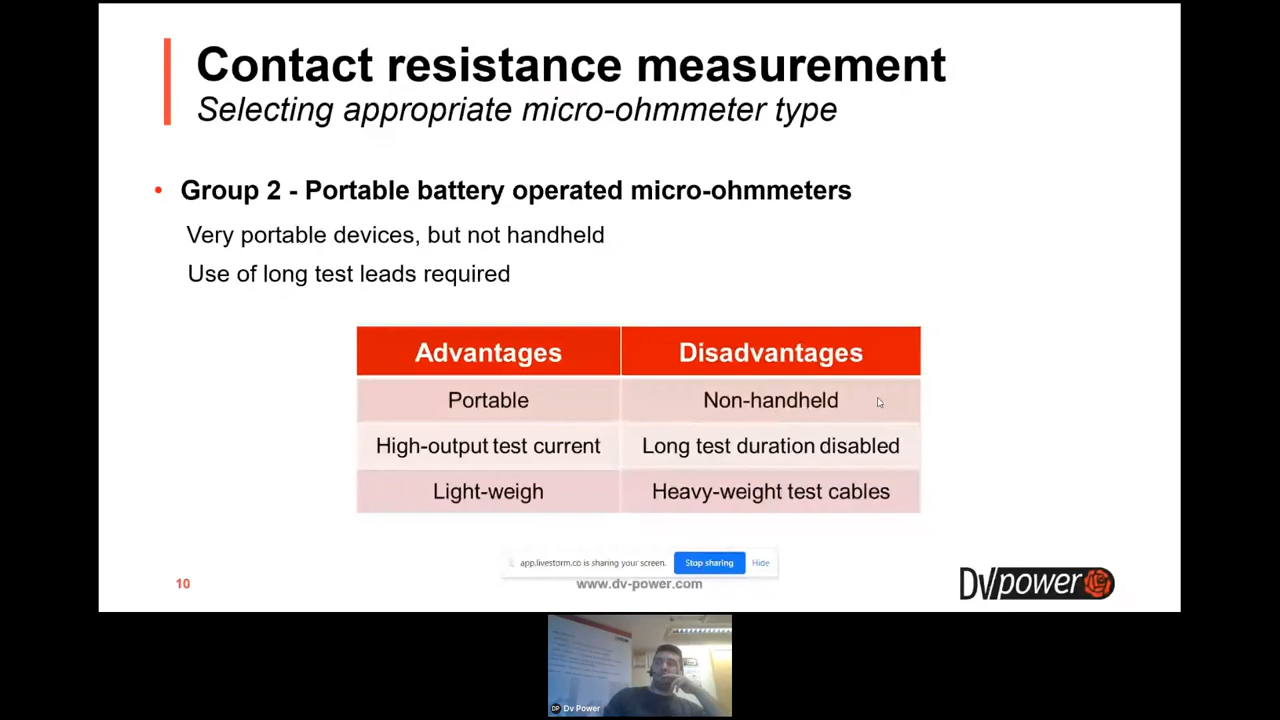 Contact resistance measurement
Selecting appropriate micro-ohmmeter type
• Group 2 - Portable battery operated micro-ohmmeters
Very portable devices, but not handheld
Use of long test leads required
Advantages Disadvantages
Portable Non-handheld
High-output test current Long test duration disabled
Light-weigh Heavy-weight test cables
app.livestorm.co is sharing your screen. Stop sharing Hide
10 www.dv-power.com DV/power
DP Dv Power